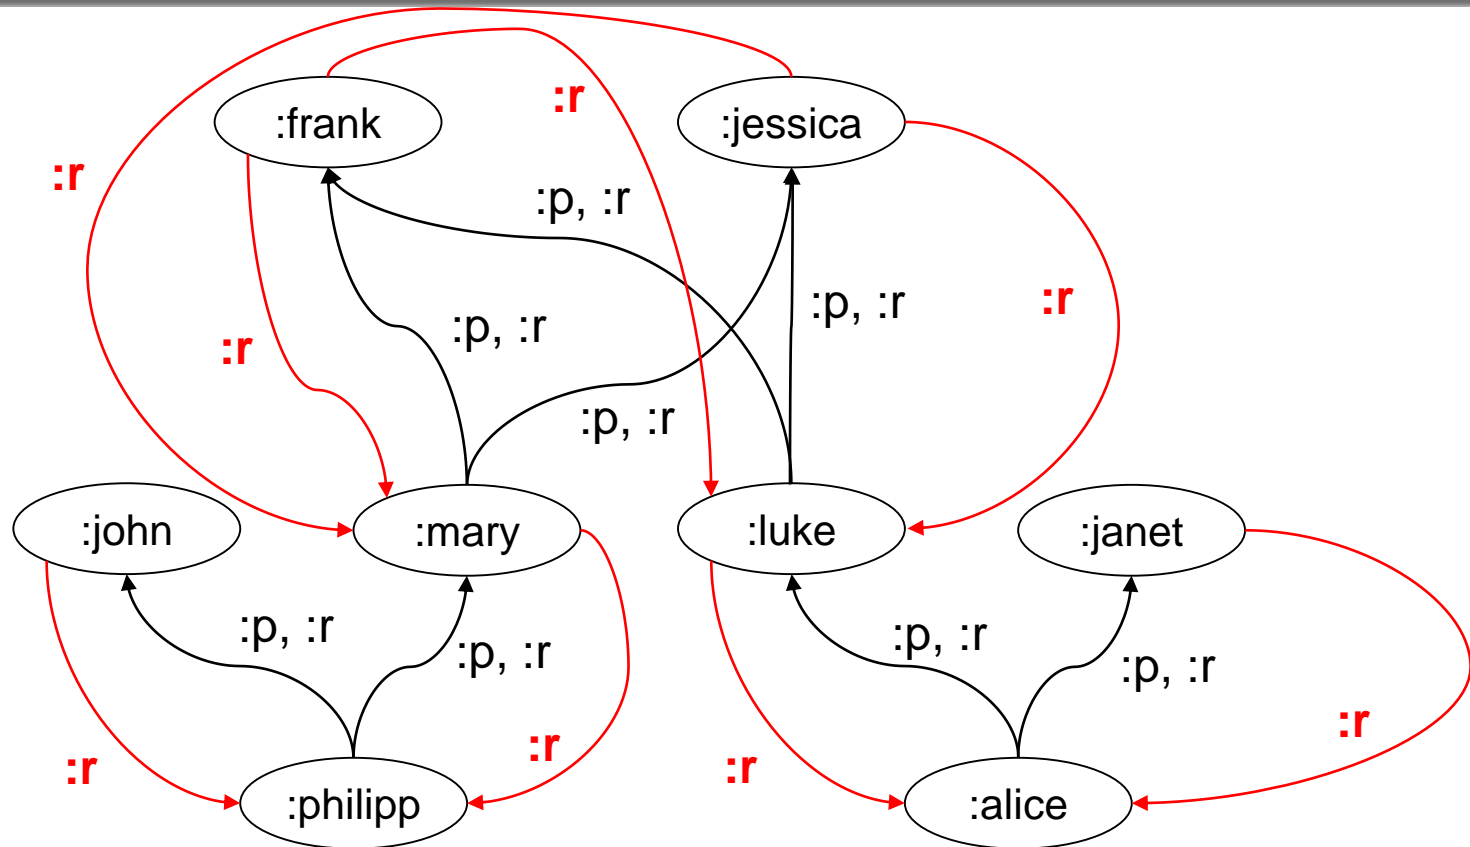 :r
:frank
:jessica
:r
:p, :r
:p, :r
:r
:p, :r
:r
:p, :r
:john
:mary
:luke
:janet
:p, :r
:p, :r
:p, :r
:p, :r
:r
:r
:r
:r
:philipp
:alice